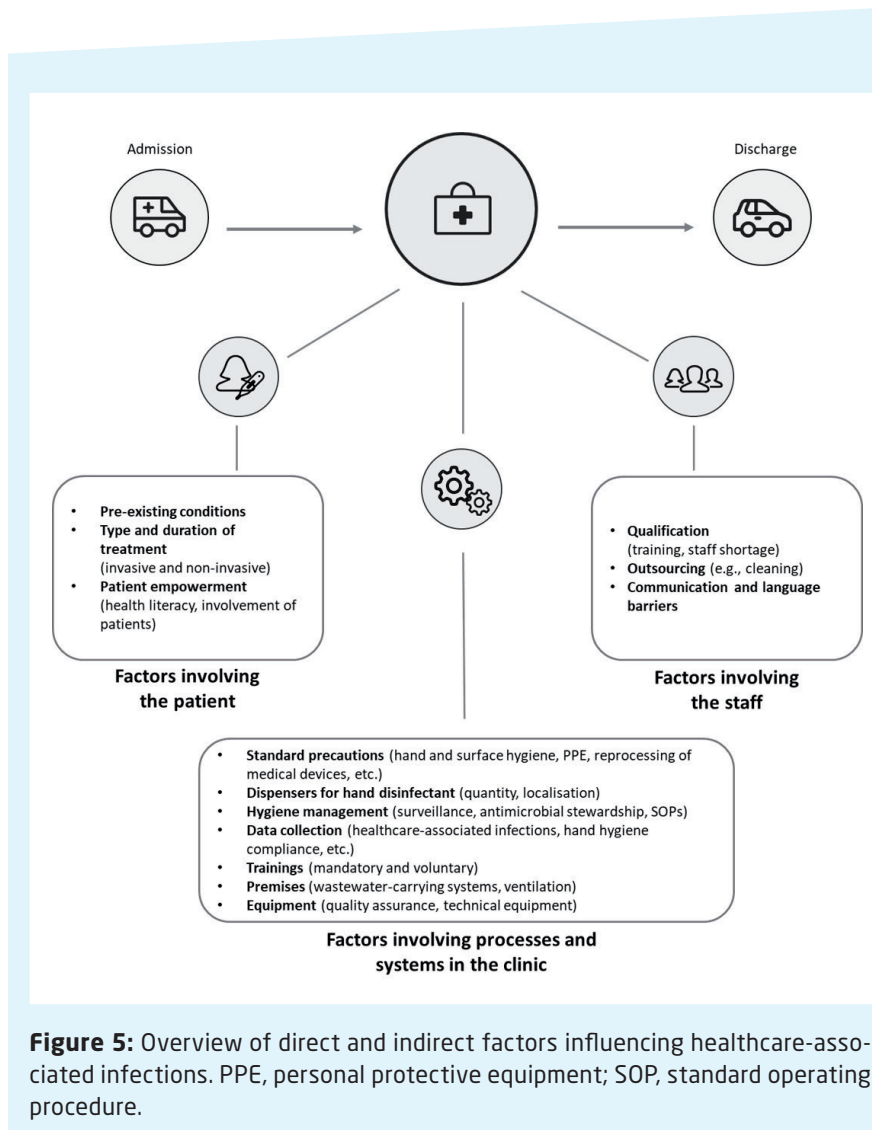 Admission
Discharge
• Pre-existing conditions
• Type and duration of
treatment
(invasive and non-invasive)
• Patient empowerment
(health literacy, involvement of
patients)
Factors involving
the patient
• Qualification
(training, staff shortage)
• Outsourcing (e.g., cleaning)
• Communication and language
barriers
Factors involving
the staff
• Standard precautions (hand and surface hygiene, PPE, reprocessing of
medical devices, etc.)
• Dispensers for hand disinfectant (quantity, localisation)
• Hygiene management (surveillance, antimicrobial stewardship, SOPs)
• Data collection (healthcare-associated infections, hand hygiene
compliance, etc.)
• Trainings (mandatory and voluntary)
• Premises (wastewater-carrying systems, ventilation)
• Equipment (quality assurance, technical equipment)
Factors involving processes and
systems in the clinic
Figure 5: Overview of direct and indirect factors influencing healthcare-asso-
ciated infections. PPE, personal protective equipment; SOP, standard operating
procedure.